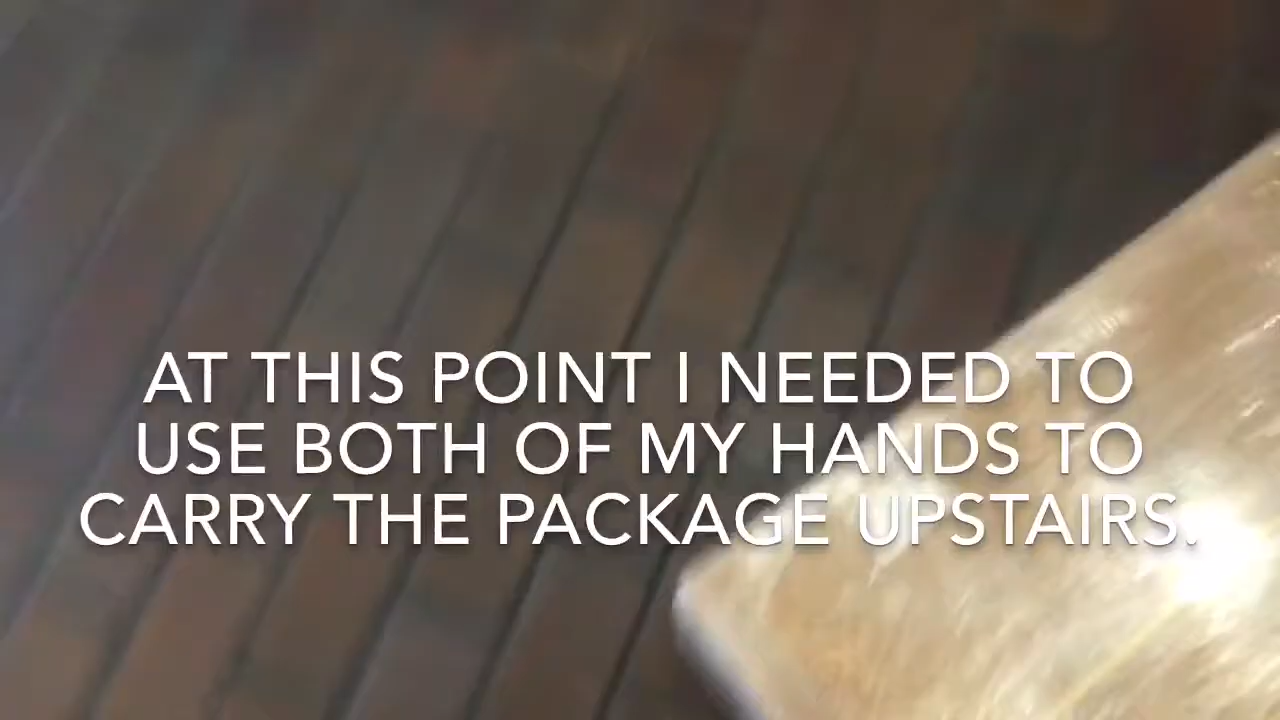 AT THIS POINT I NEEDED TO
USE BOTH OF MY HANDS TO
CARRY THE PACKAGE UPSTAIRS.